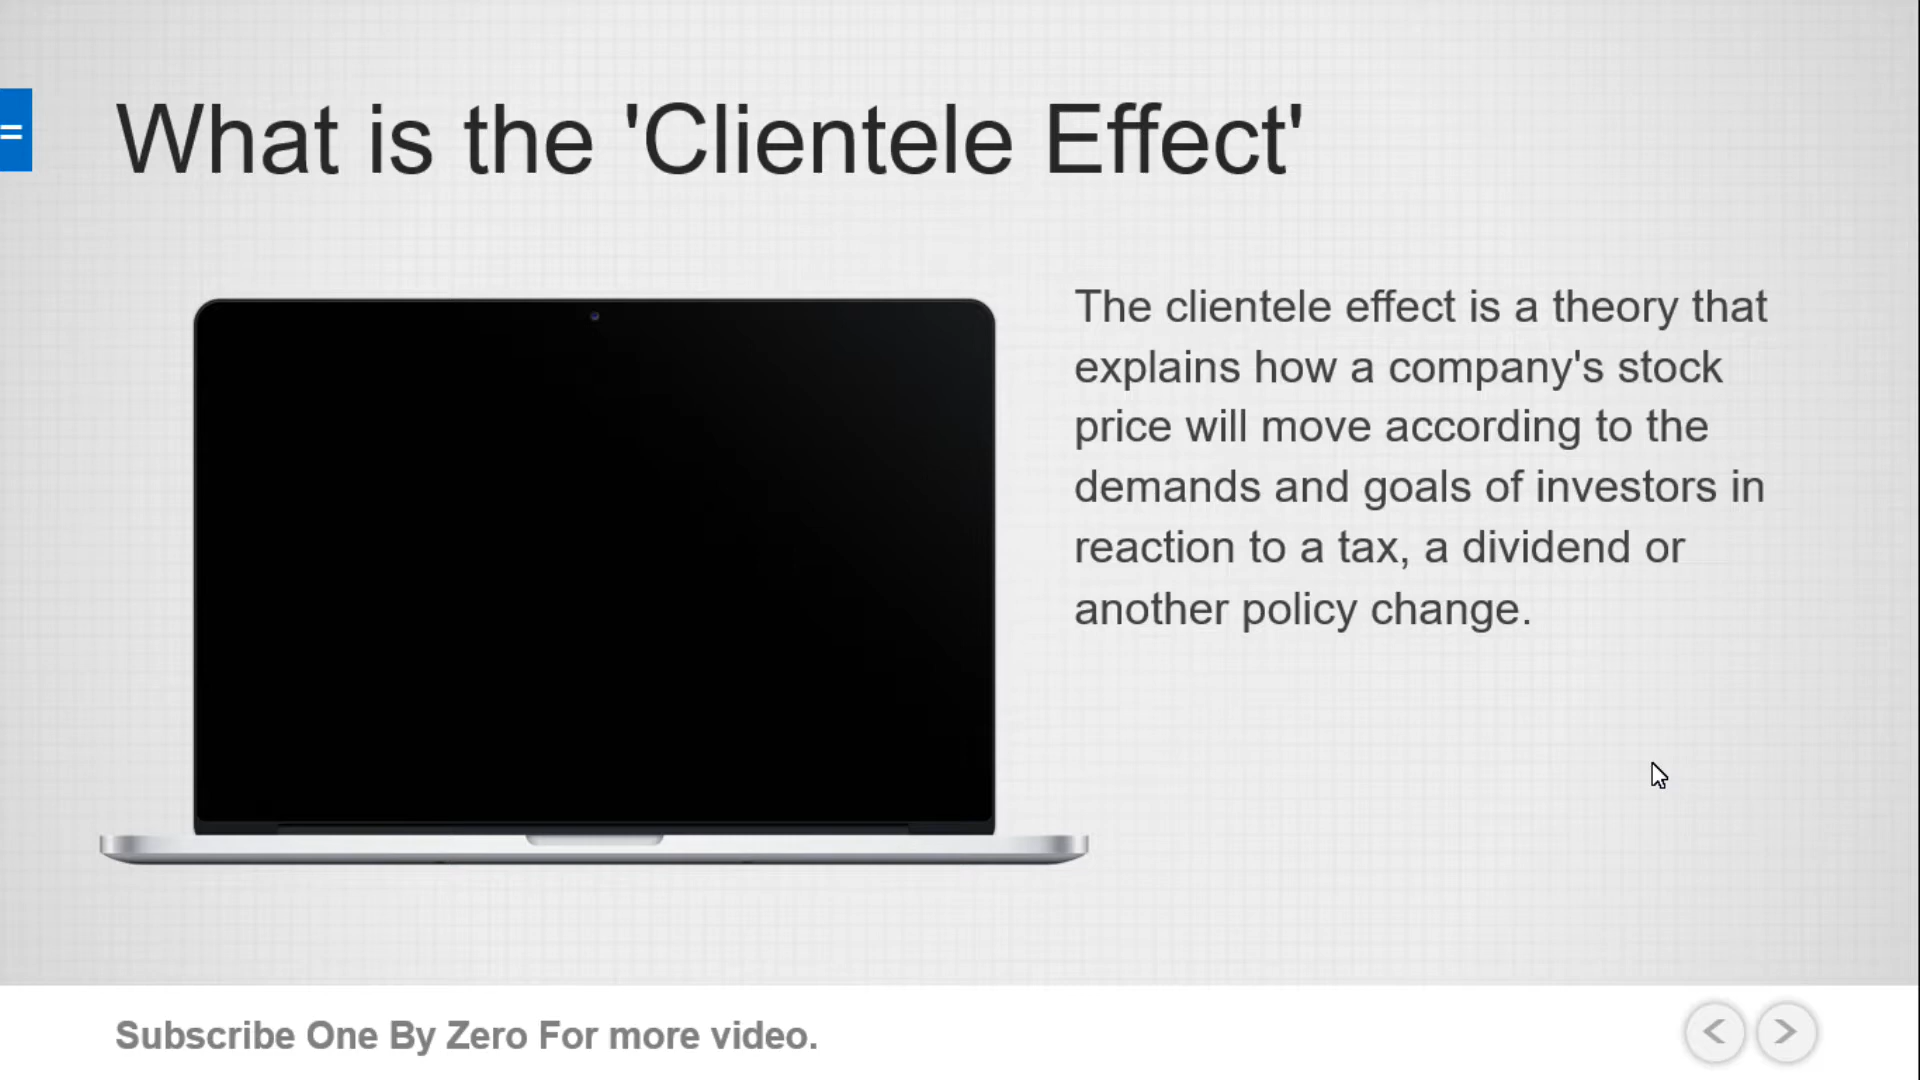 What is the 'Clientele Effect'
The clientele effect is a theory that
explains how a company's stock
price will move according to the
demands and goals of investors in
reaction to a tax, a dividend or
another policy change.
Subscribe One By Zero For more video.